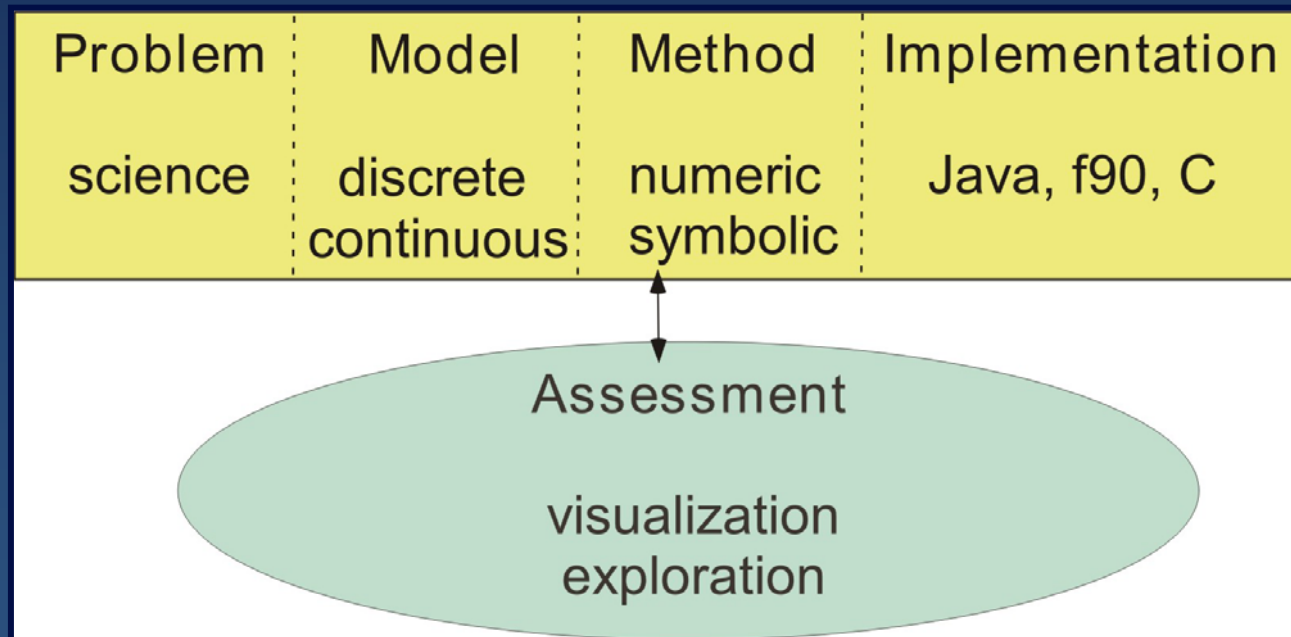 Problem
science
Model
discrete
continuous
Method
numeric
symbolic
Implementation
Java, f90, C
Assessment
visualization
exploration